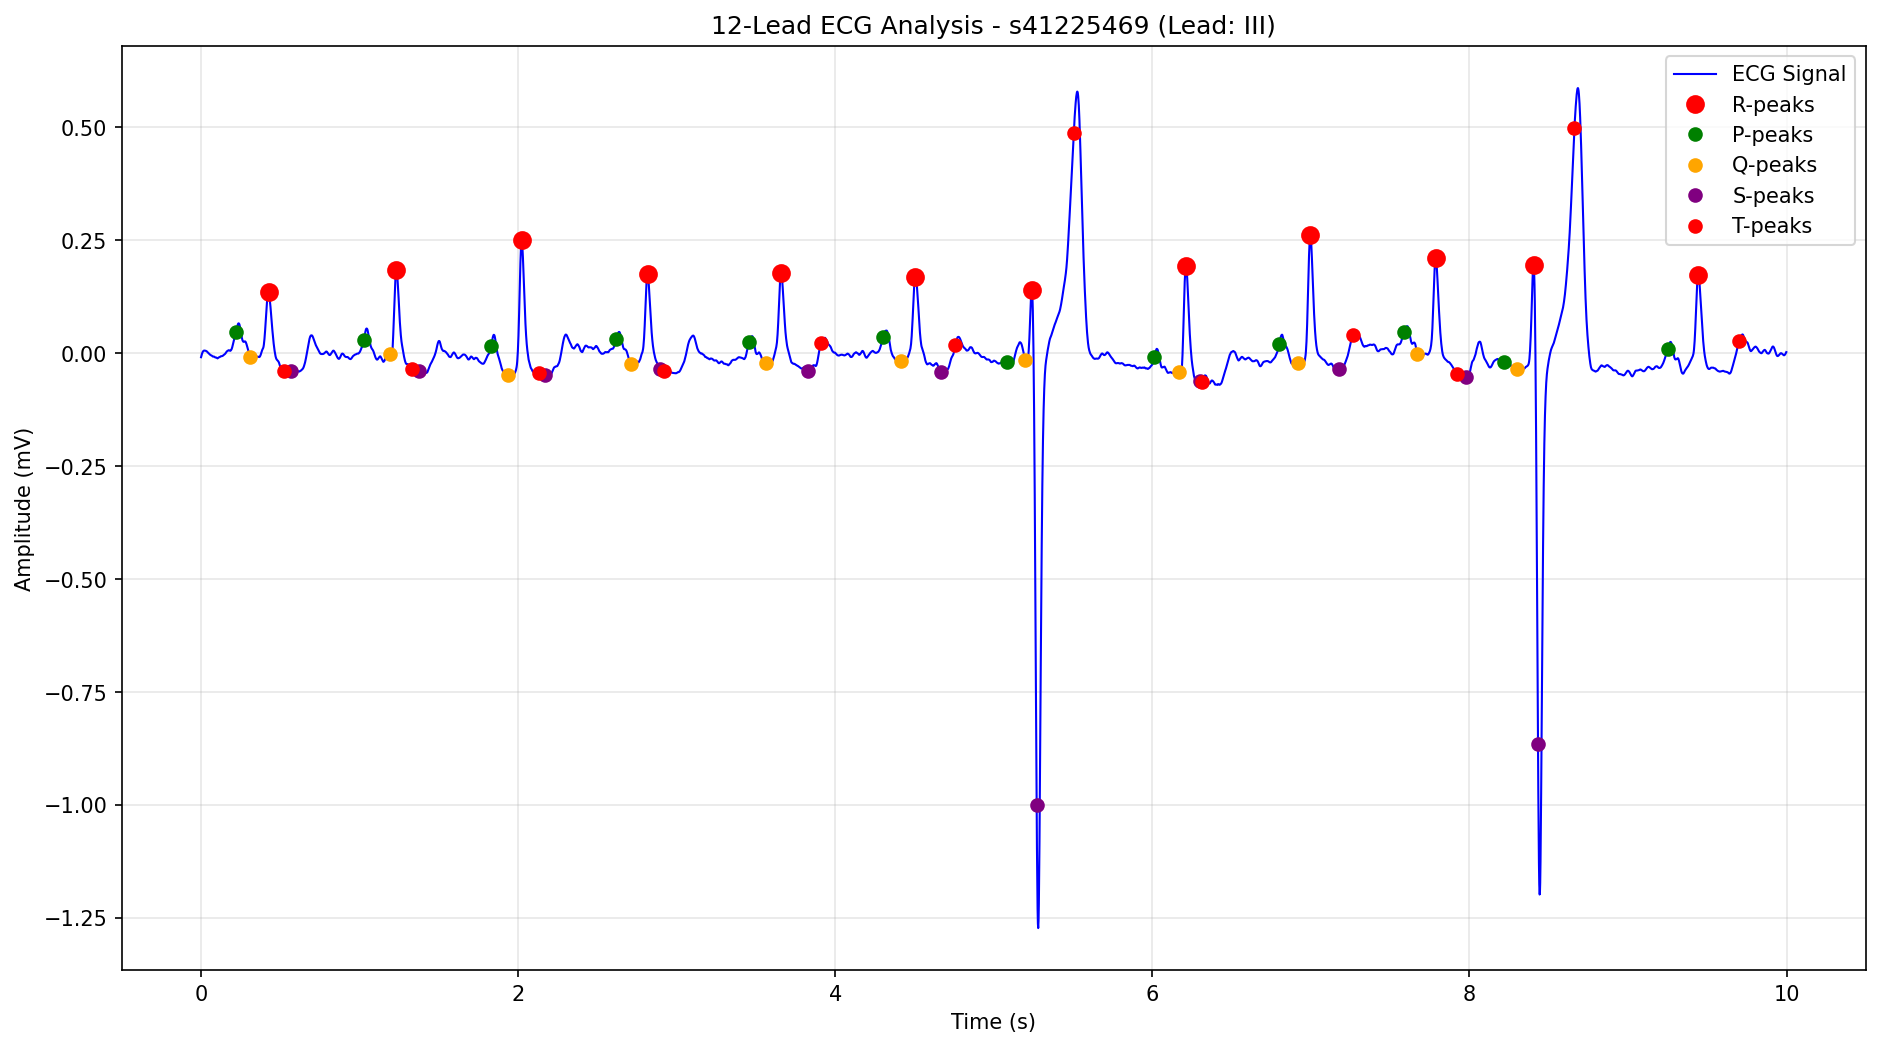 12-Lead ECG Analysis - s41225469 (Lead: III)
ECG Signal
R-peaks
P-peaks
Q-peaks
S-peaks
T-peaks
Amplitude (mV)
0.50
0.25
0.00
−0.25
−0.50
−0.75
−1.00
−1.25
0 2 4 6 8 10
Time (s)